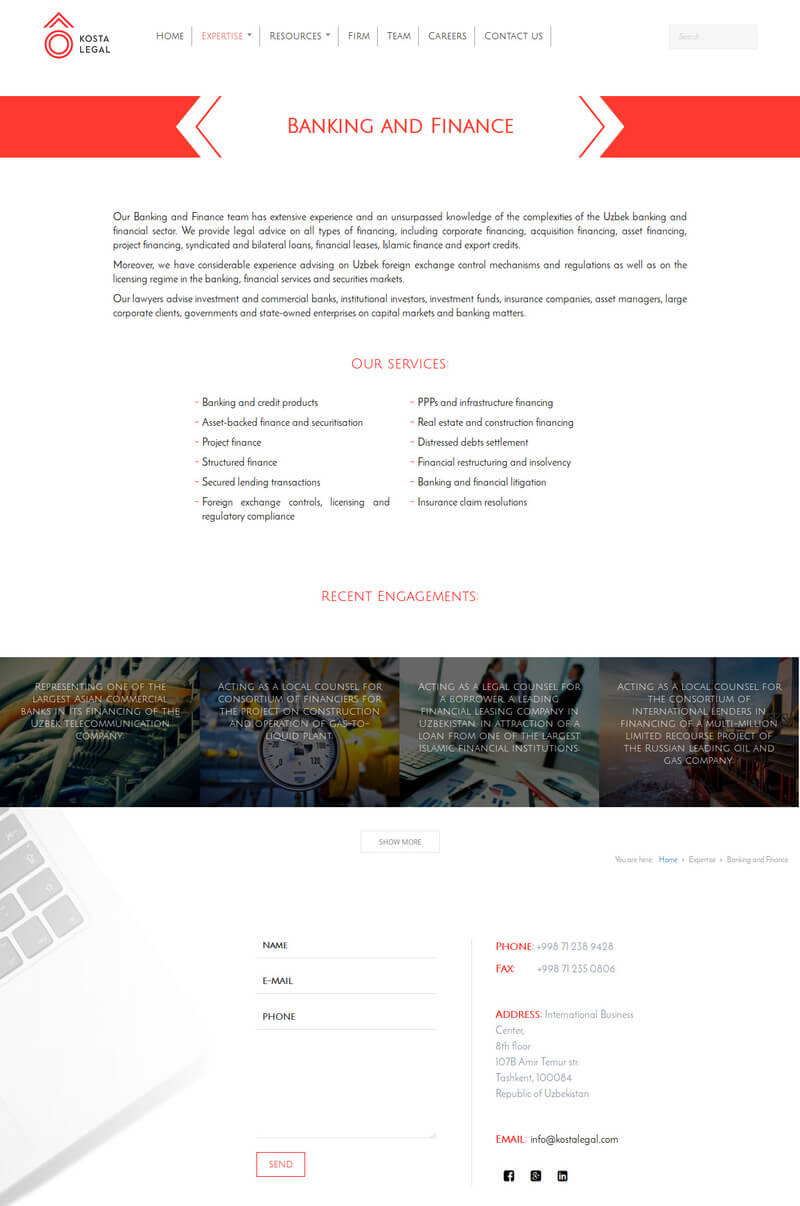 KOSTA
LEGAL
Home
Expertise
Resources
Firm
Team
Careers
Contact us
Search ...
Banking and Finance
Our Banking and Finance team has extensive experience and an unsurpassed knowledge of the complexities of the Uzbek banking and
financial sector. We provide legal advice on all types of financing, including corporate financing, acquisition financing, asset financing,
project financing, syndicated and bilateral loans, financial leases, Islamic finance and export credits.
Moreover, we have considerable experience advising on Uzbek foreign exchange control mechanisms and regulations as well as on the
licensing regime in the banking, financial services and securities markets.
Our lawyers advise investment and commercial banks, institutional investors, investment funds, insurance companies, asset managers, large
corporate clients, governments and state-owned enterprises on capital markets and banking matters.
Our services:
- Banking and credit products
- Asset-backed finance and securitisation
- Project finance
- Structured finance
- Secured lending transactions
- Foreign exchange controls, licensing and
regulatory compliance
- PPPs and infrastructure financing
- Real estate and construction financing
- Distressed debts settlement
- Financial restructuring and insolvency
- Banking and financial litigation
- Insurance claim resolutions
Recent Engagements:
Representing one of the
largest Asian commercial
banks in its financing of the
Uzbek telecommunication
company.
Acting as a local counsel for
consortium of financiers for
the project on construction
and operation of gas-to-
liquid plant.
Acting as a legal counsel for
a borrower, a leading
financial leasing company in
Uzbekistan, in attraction of a
loan from one of the largest
Islamic financial institutions.
Acting as a local counsel for
the consortium of
international lenders in
financing of a multi-million
limited recourse project of
the Russian leading oil and
gas company.
SHOW MORE
You are here: Home › Expertise › Banking and Finance
Name
E-mail
Phone
Send
Phone: +998 71 238 9428
Fax: +998 71 235 0806
Address: International Business
Center,
8th floor
107B Amir Temur str.
Tashkent, 100084
Republic of Uzbekistan
Email: info@kostalegal.com